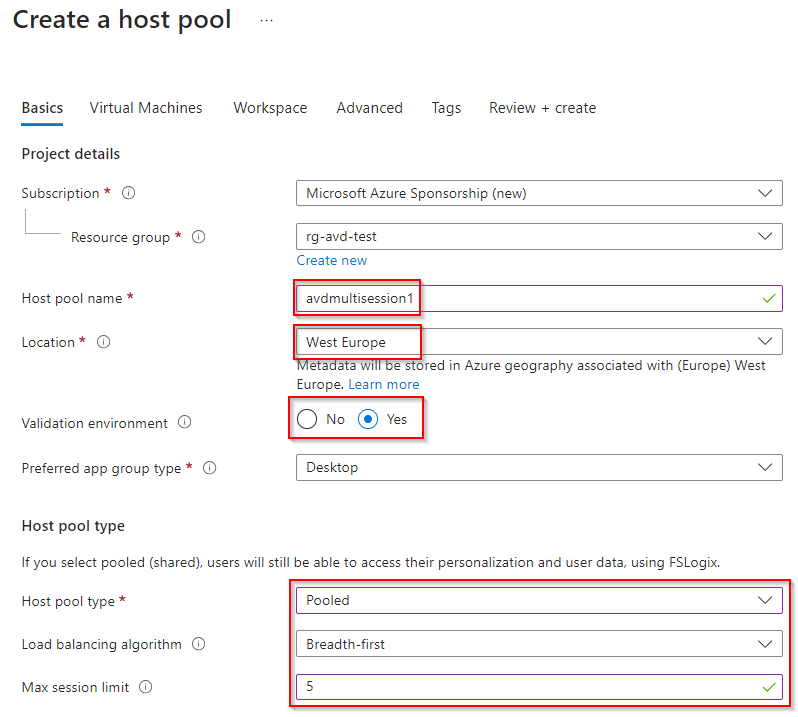 Create a host pool ...
Basics Virtual Machines Workspace Advanced Tags Review + create
Project details
Subscription * Microsoft Azure Sponsorship (new)
Resource group * rg-avd-test
Create new
Host pool name * avdmultisession1
Location * West Europe
Metadata will be stored in Azure geography associated with (Europe) West
Europe. Learn more
Validation environment No Yes
Preferred app group type * Desktop
Host pool type
If you select pooled (shared), users will still be able to access their personalization and user data, using FSLogix.
Host pool type * Pooled
Load balancing algorithm Breadth-first
Max session limit 5